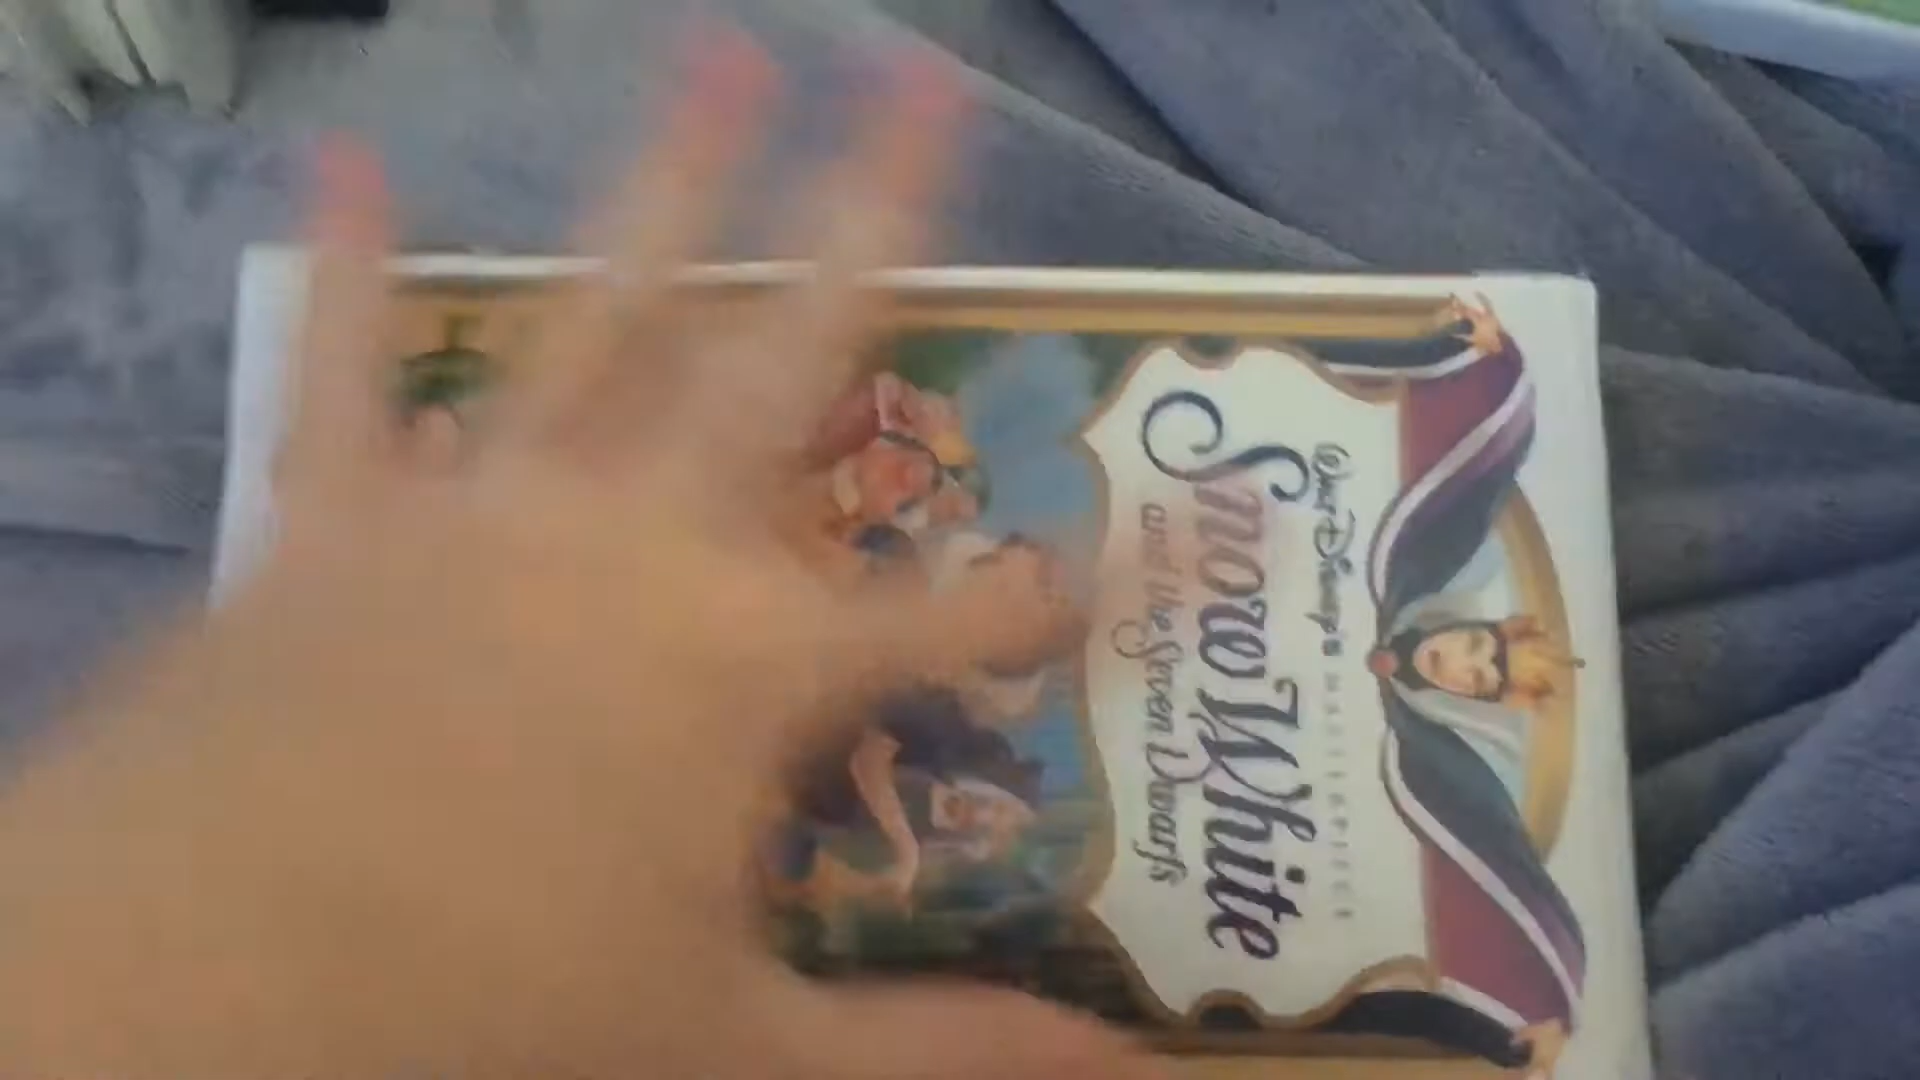 Walt Disney's
MASTERPIECE
Snow White
and the Seven Dwarfs